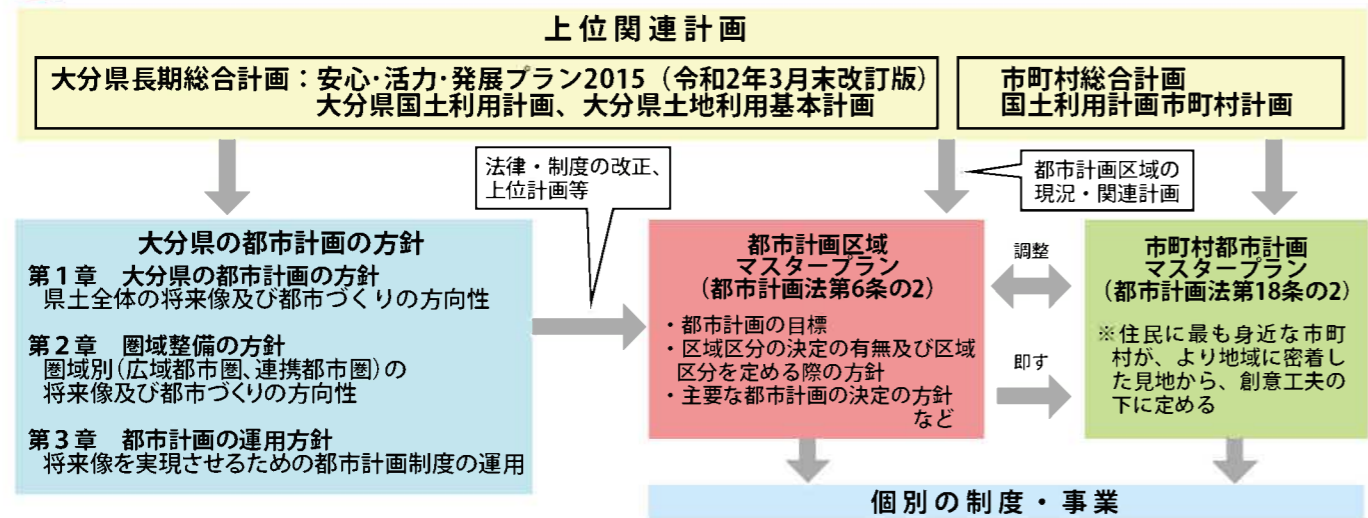 上位関連計画
大分県長期総合計画：安心・活力・発展プラン2015（令和2年3月末改訂版）
大分県国土利用計画、大分県土地利用基本計画
市町村総合計画
国土利用計画市町村計画
法律・制度の改正、
上位計画等
都市計画区域の
現況・関連計画
大分県の都市計画の方針
第１章　大分県の都市計画の方針
県土全体の将来像及び都市づくりの方向性
第２章　圏域整備の方針
圏域別（広域都市圏、連携都市圏）の
将来像及び都市づくりの方向性
第３章　都市計画の運用方針
将来像を実現させるための都市計画制度の運用
都市計画区域
マスタープラン
（都市計画法第6条の2）
・都市計画の目標
・区域区分の決定の有無及び区域
区分を定める際の方針
・主要な都市計画の決定の方針
など
調整
即す
市町村都市計画
マスタープラン
（都市計画法第18条の2）
※住民に最も身近な市町
村が、より地域に密着し
た見地から、創意工夫の
下に定める
個別の制度・事業